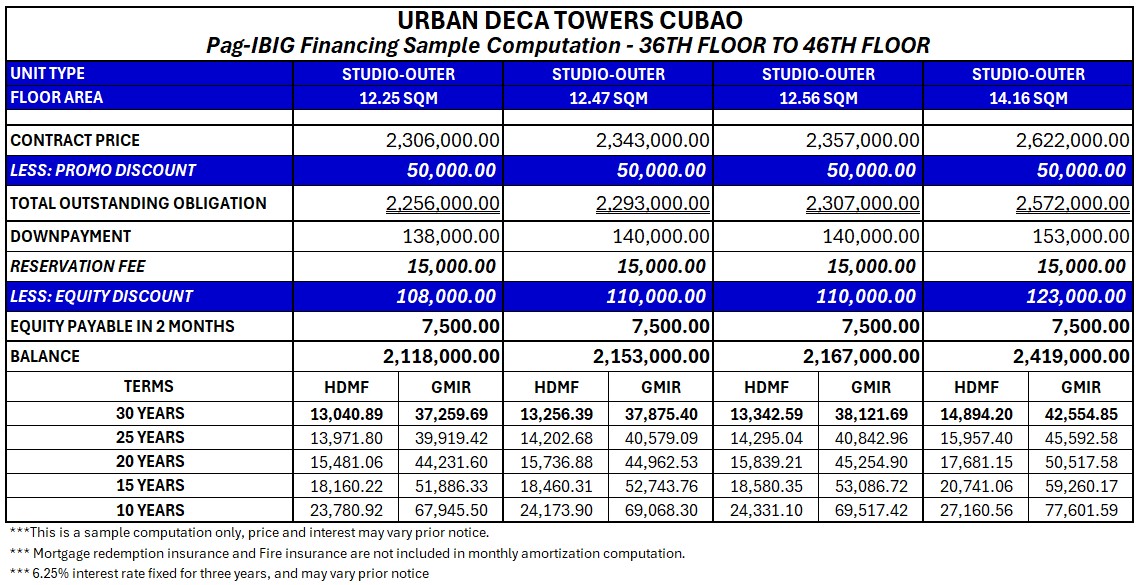 URBAN DECA TOWERS CUBAO
Pag-IBIG Financing Sample Computation - 36TH FLOOR TO 46TH FLOOR
UNIT TYPE STUDIO-OUTER STUDIO-OUTER STUDIO-OUTER STUDIO-OUTER
FLOOR AREA 12.25 SQM 12.47 SQM 12.56 SQM 14.16 SQM
CONTRACT PRICE 2,306,000.00 2,343,000.00 2,357,000.00 2,622,000.00
LESS: PROMO DISCOUNT 50,000.00 50,000.00 50,000.00 50,000.00
TOTAL OUTSTANDING OBLIGATION 2,256,000.00 2,293,000.00 2,307,000.00 2,572,000.00
DOWNPAYMENT 138,000.00 140,000.00 140,000.00 153,000.00
RESERVATION FEE 15,000.00 15,000.00 15,000.00 15,000.00
LESS: EQUITY DISCOUNT 108,000.00 110,000.00 110,000.00 123,000.00
EQUITY PAYABLE IN 2 MONTHS 7,500.00 7,500.00 7,500.00 7,500.00
BALANCE 2,118,000.00 2,153,000.00 2,167,000.00 2,419,000.00
TERMS HDMF GMIR HDMF GMIR HDMF GMIR HDMF GMIR
30 YEARS 13,040.89 37,259.69 13,256.39 37,875.40 13,342.59 38,121.69 14,894.20 42,554.85
25 YEARS 13,971.80 39,919.42 14,202.68 40,579.09 14,295.04 40,842.96 15,957.40 45,592.58
20 YEARS 15,481.06 44,231.60 15,736.88 44,962.53 15,839.21 45,254.90 17,681.15 50,517.58
15 YEARS 18,160.22 51,886.33 18,460.31 52,743.76 18,580.35 53,086.72 20,741.06 59,260.17
10 YEARS 23,780.92 67,945.50 24,173.90 69,068.30 24,331.10 69,517.42 27,160.56 77,601.59
***This is a sample computation only, price and interest may vary prior notice.
*** Mortgage redemption insurance and Fire insurance are not included in monthly amortization computation.
*** 6.25% interest rate fixed for three years, and may vary prior notice